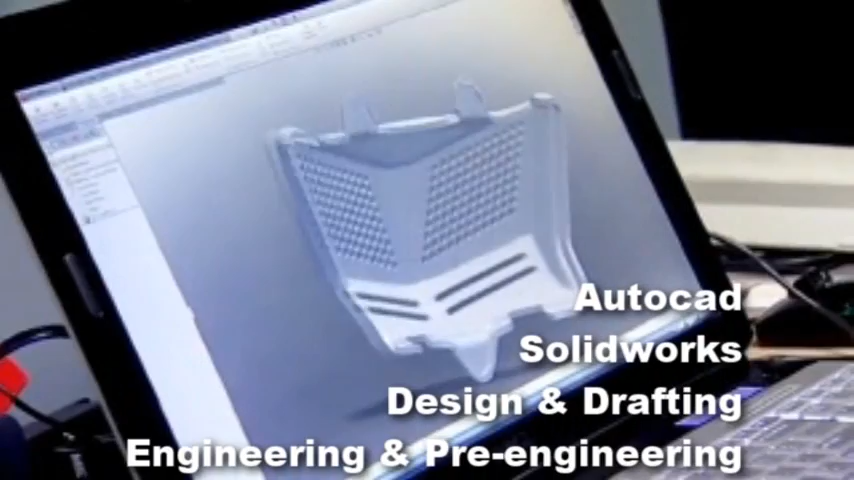 Autocad
Solidworks
Design & Drafting
Engineering & Pre-engineering